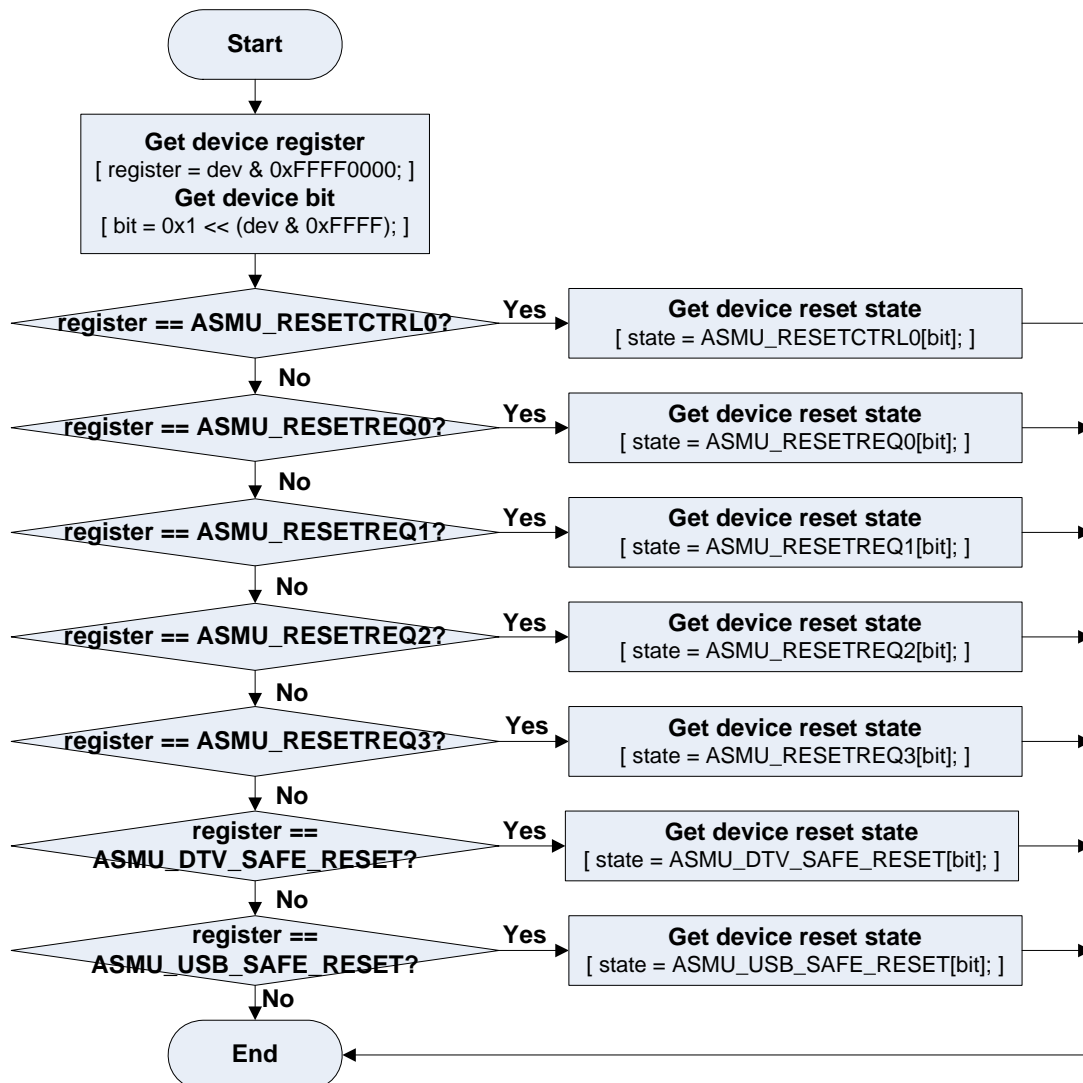 Start
Get device register
[ register = dev & 0xFFFF0000; ]
Get device bit
[ bit = 0x1 << (dev & 0xFFFF); ]
register == ASMU_RESETCTRL0?
Yes
Get device reset state
[ state = ASMU_RESETCTRL0[bit]; ]
No
register == ASMU_RESETREQ0?
Yes
Get device reset state
[ state = ASMU_RESETREQ0[bit]; ]
No
register == ASMU_RESETREQ1?
Yes
Get device reset state
[ state = ASMU_RESETREQ1[bit]; ]
No
register == ASMU_RESETREQ2?
Yes
Get device reset state
[ state = ASMU_RESETREQ2[bit]; ]
No
register == ASMU_RESETREQ3?
Yes
Get device reset state
[ state = ASMU_RESETREQ3[bit]; ]
No
register ==
ASMU_DTV_SAFE_RESET?
Yes
Get device reset state
[ state = ASMU_DTV_SAFE_RESET[bit]; ]
No
register ==
ASMU_USB_SAFE_RESET?
Yes
Get device reset state
[ state = ASMU_USB_SAFE_RESET[bit]; ]
No
End